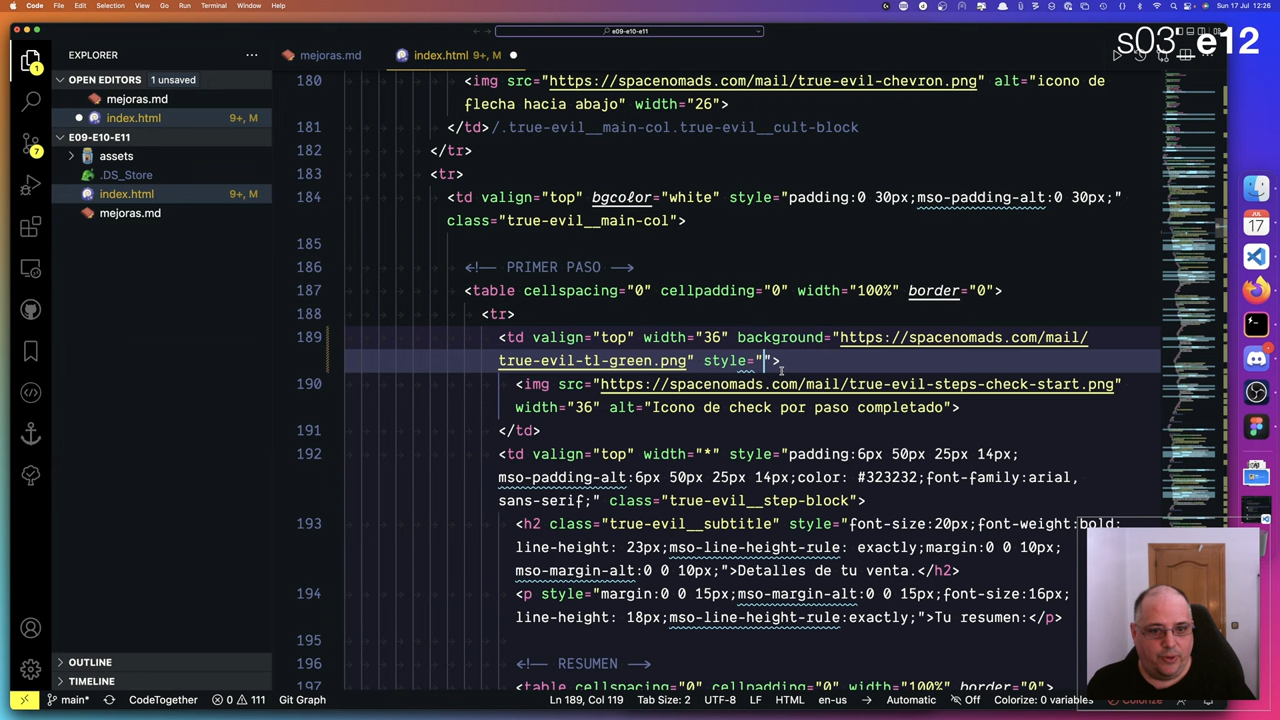 Code File Edit Selection View Go Run Terminal Window Help
Sun 17 Jul 12:26
e09-e10-e11
s03 e12
EXPLORER
mejoras.md
index.html 9+, M
OPEN EDITORS 1 unsaved
mejoras.md
index.html 9+, M
E09-E10-E11
assets
.DS_Store
index.html 9+, M
mejoras.md
OUTLINE
TIMELINE
180 <img src="https://spacenomads.com/mail/true-evil-chevron.png" alt="icono de
flecha hacia abajo" width="26">
181 </td>/.true-evil__main-col.true-evil__cult-block
182 </tr>
183 <tr>
184 <td valign="top" bgcolor="white" style="padding:0 30px;mso-padding-alt:0 30px;"
class="true-evil__main-col">
185
186 <!-- PRIMER PASO -->
187 cellspacing="0" cellpadding="0" width="100%" border="0">
188 <tr>
189 <td valign="top" width="36" background="https://spacenomads.com/mail/
true-evil-tl-green.png" style="">
190 <img src="https://spacenomads.com/mail/true-evil-steps-check-start.png"
width="36" alt="Icono de check por paso completado">
191 </td>
192 valign="top" width="*" style="padding:6px 50px 25px 14px;
mso-padding-alt:6px 50px 25px 14px;color: #323232;font-faily:arial,
sans-serif;" class="true-evil__step-block">
193 <h2 class="true-evil__subtitle" style="font-size:20px;font-weight:bold;
line-height: 23px;mso-line-height-rule: exactly;margin:0 0 10px;
mso-margin-alt:0 0 10px;">Detalles de tu venta.</h2>
194 <p style="margin:0 0 15px;mso-margin-alt:0 0 15px;font-size:16px;
line-height: 18px;mso-line-height-rule:exactly;">Tu resumen:</p>
195
196 <!-- RESUMEN -->
197 <table cellspacing="0" cellpadding="0" width="100%" border="0">
JUL
17
main* CodeTogether 0 111 Git Graph
Ln 189, Col 119 Tab Size: 2 UTF-8 LF HTML en-us Automatic Off 0 variables Colorize